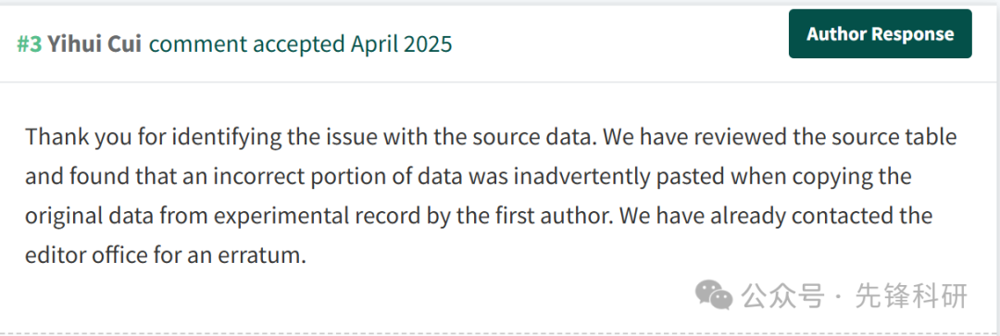 #3 Yihui Cui comment accepted April 2025
Author Response
Thank you for identifying the issue with the source data. We have reviewed the source table
and found that an incorrect portion of data was inadvertently pasted when copying the
original data from experimental record by the first author. We have already contacted the
editor office for an erratum.
公众号 · 先锋科研